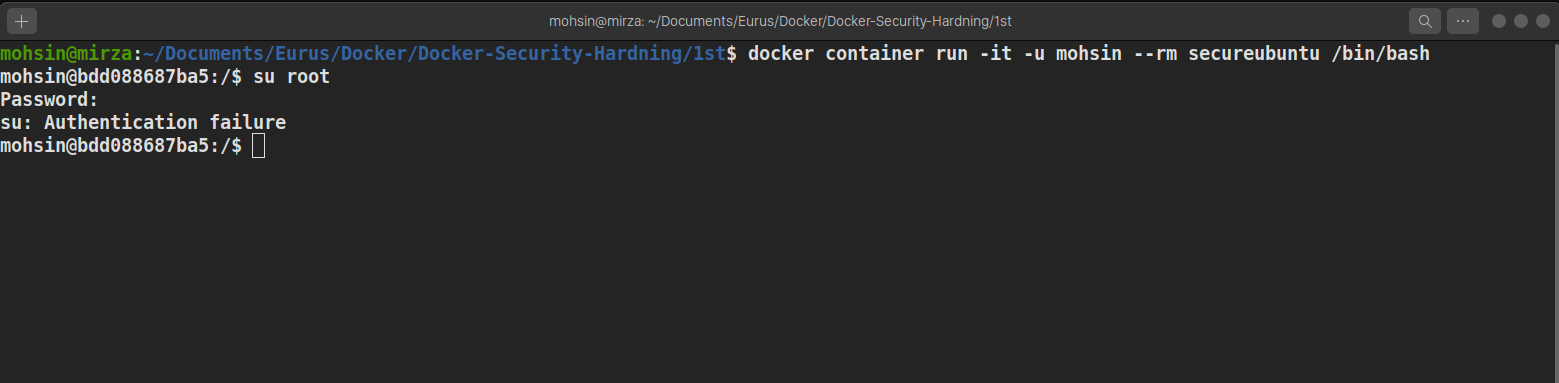 mohsin@mirza: ~/Documents/Eurus/Docker/Docker-Security-Hardning/1st
mohsin@mirza:~/Documents/Eurus/Docker/Docker-Security-Hardning/1st$ docker container run -it -u mohsin --rm secureubuntu /bin/bash
mohsin@bdd088687ba5:/$ su root
Password:
su: Authentication failure
mohsin@bdd088687ba5:/$